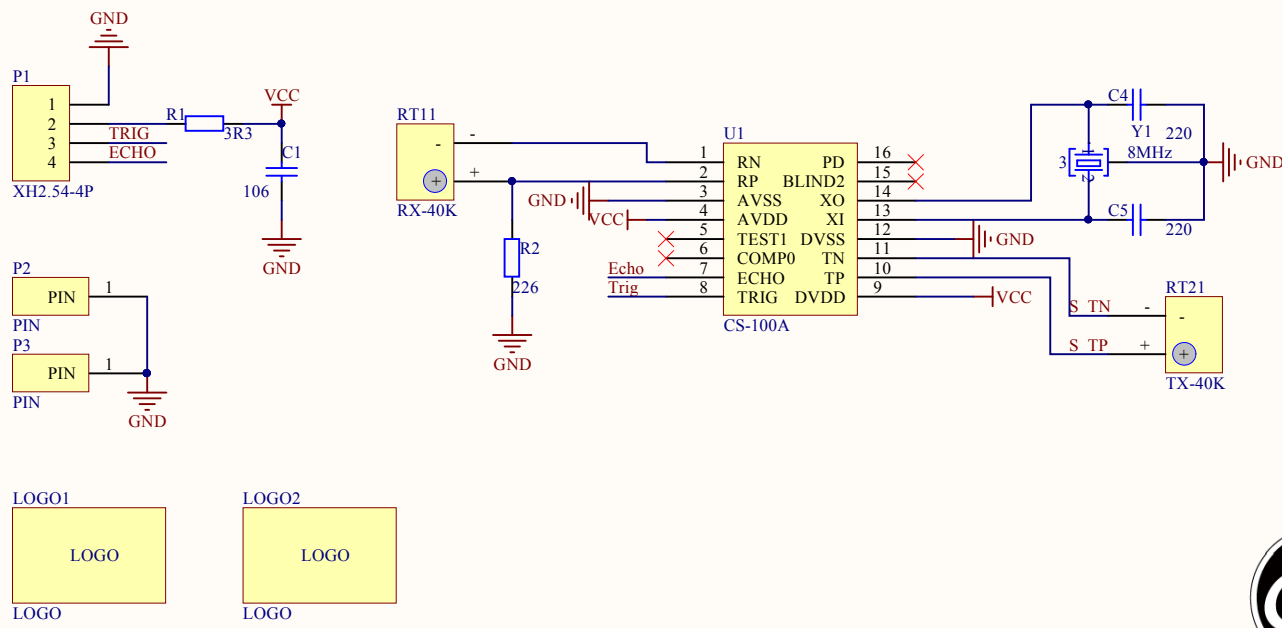 GND
P1
1
2
3
4
TRIG
ECHO
XH2.54-4P
R1
3R3
VCC
C1
106
GND
P2
PIN
1
PIN
P3
PIN
1
PIN
GND
RT11
-
-
+
RX-40K
R2
226
GND
GND
VCC
Echo
Trig
U1
1 RN PD 16
2 RP BLIND2 15
3 AVSS XO 14
4 AVDD XI 13
5 TEST1 DVSS 12
6 COMP0 TN 11
7 ECHO TP 10
8 TRIG DVDD 9
CS-100A
GND
VCC
C4
220
Y1
8MHz
1
3
2
C5
220
GND
S_TN
S_TP
RT21
-
-
+
TX-40K
LOGO1
LOGO
LOGO
LOGO2
LOGO
LOGO